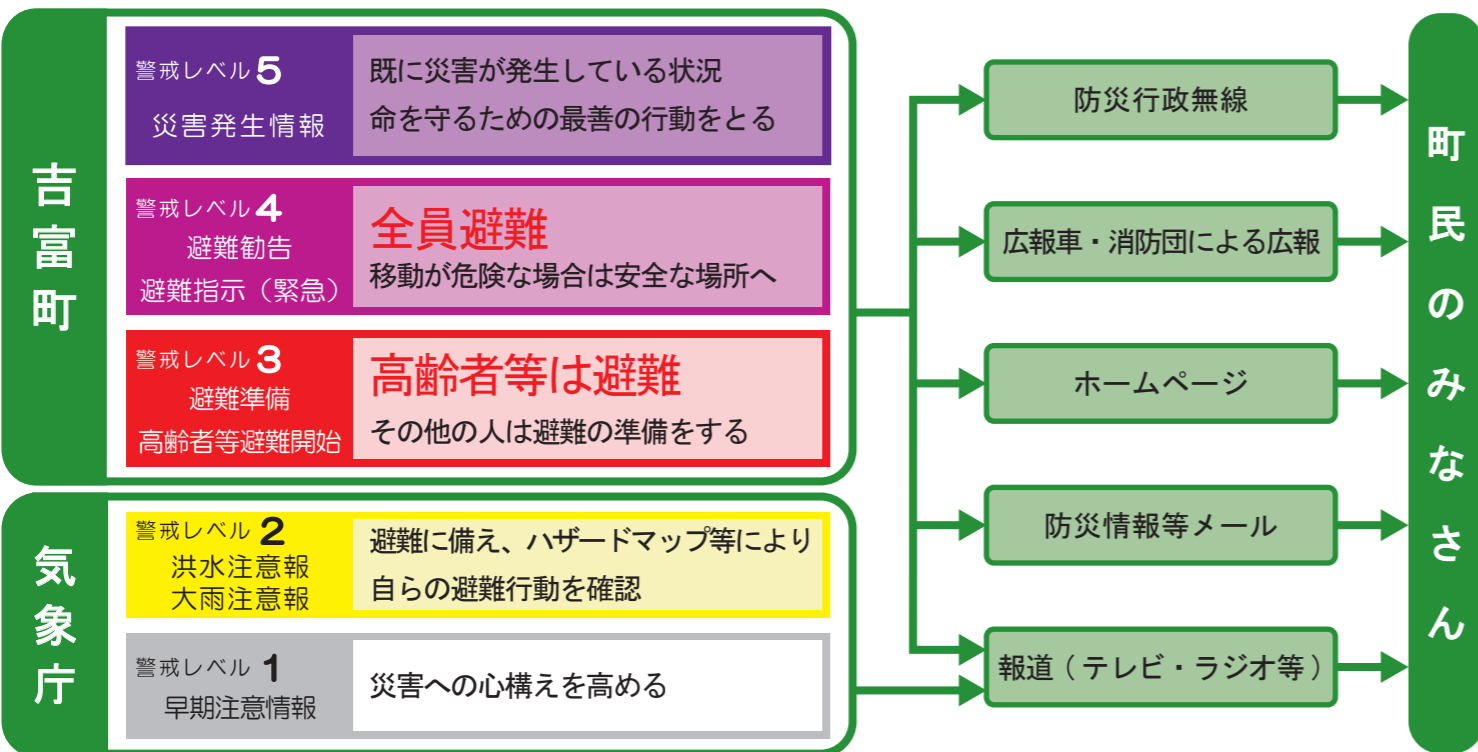 吉富町
警戒レベル 5
災害発生情報
既に災害が発生している状況
命を守るための最善の行動をとる
警戒レベル 4
避難勧告
避難指示（緊急）
全員避難
移動が危険な場合は安全な場所へ
警戒レベル 3
避難準備
高齢者等避難開始
高齢者等は避難
その他の人は避難の準備をする
気象庁
警戒レベル 2
洪水注意報
大雨注意報
避難に備え、ハザードマップ等により
自らの避難行動を確認
警戒レベル 1
早期注意情報
災害への心構えを高める
防災行政無線
広報車・消防団による広報
ホームページ
防災情報等メール
報道（テレビ・ラジオ等）
町民のみなさん